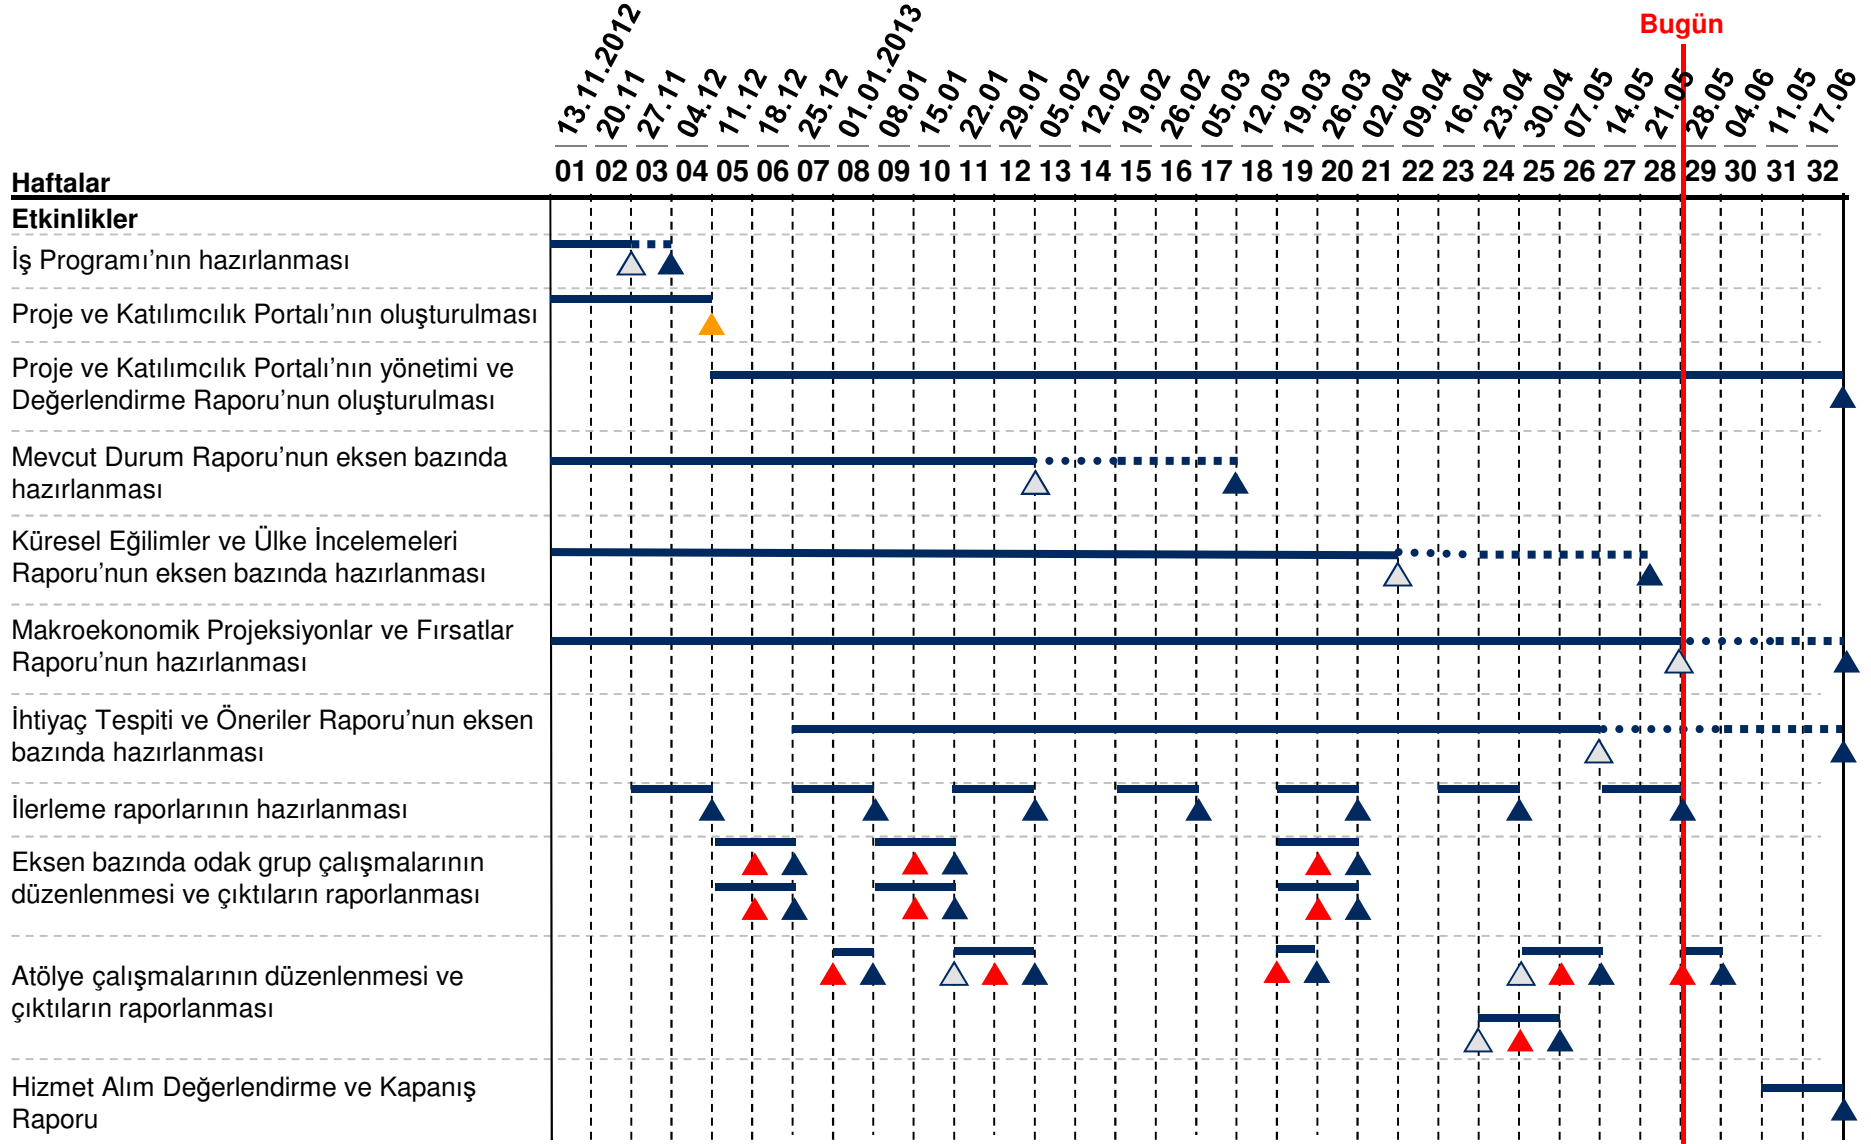 Bugün
13.11.2012 20.11 27.11 04.12 11.12 18.12 25.12 01.01.2013 08.01 15.01 22.01 29.01 05.02 12.02 19.02 26.02 05.03 12.03 19.03 26.03 02.04 09.04 16.04 23.04 30.04 07.05 14.05 21.05 28.05 04.06 11.05 17.06
Haftalar 01 02 03 04 05 06 07 08 09 10 11 12 13 14 15 16 17 18 19 20 21 22 23 24 25 26 27 28 29 30 31 32
Etkinlikler
İş Programı’nın hazırlanması
Proje ve Katılımcılık Portalı’nın oluşturulması
Proje ve Katılımcılık Portalı’nın yönetimi ve
Değerlendirme Raporu’nun oluşturulması
Mevcut Durum Raporu’nun eksen bazında
hazırlanması
Küresel Eğilimler ve Ülke İncelemeleri
Raporu’nun eksen bazında hazırlanması
Makroekonomik Projeksiyonlar ve Fırsatlar
Raporu’nun hazırlanması
İhtiyaç Tespiti ve Öneriler Raporu’nun eksen
bazında hazırlanması
İlerleme raporlarının hazırlanması
Eksen bazında odak grup çalışmalarının
düzenlenmesi ve çıktıların raporlanması
Atölye çalışmalarının düzenlenmesi ve
çıktıların raporlanması
Hizmet Alım Değerlendirme ve Kapanış
Raporu